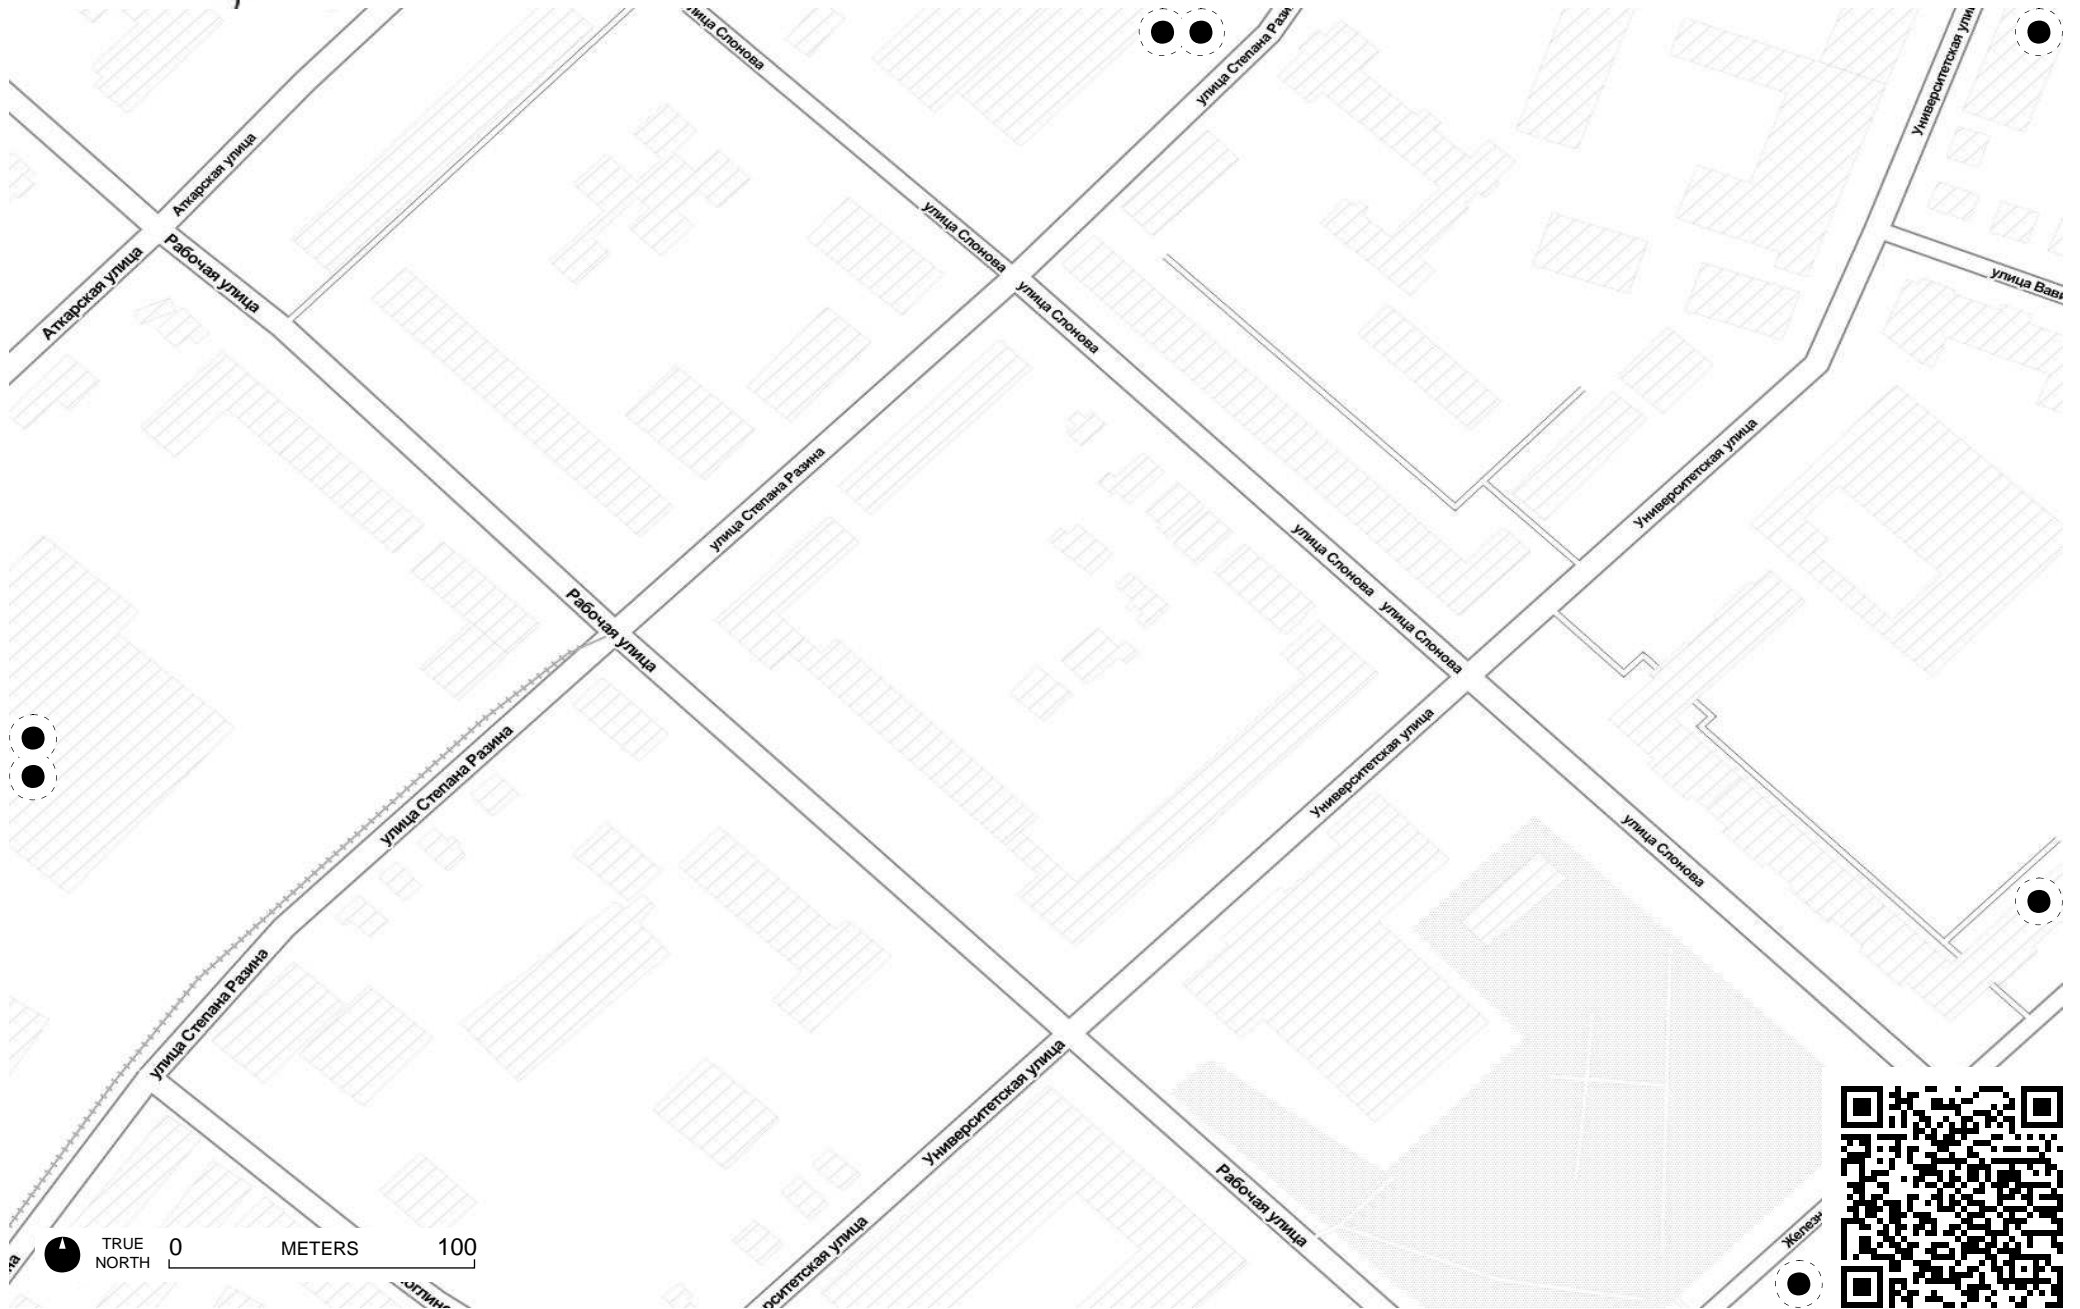 улица Слонова
улица Степана
Университетская
Аткарская улица
улица Слонова
Рабочая улица
Аткарская улица
улица
улица Слонова
Университетская улица
улица Степана Разина
улица Слонова
улица Слонова
Рабочая улица
Университетская улица
улица Степана Разина
улица Слонова
улица Степана Разина
Университетская улица
Рабочая улица
улица
TRUE
NORTH
0 METERS 100